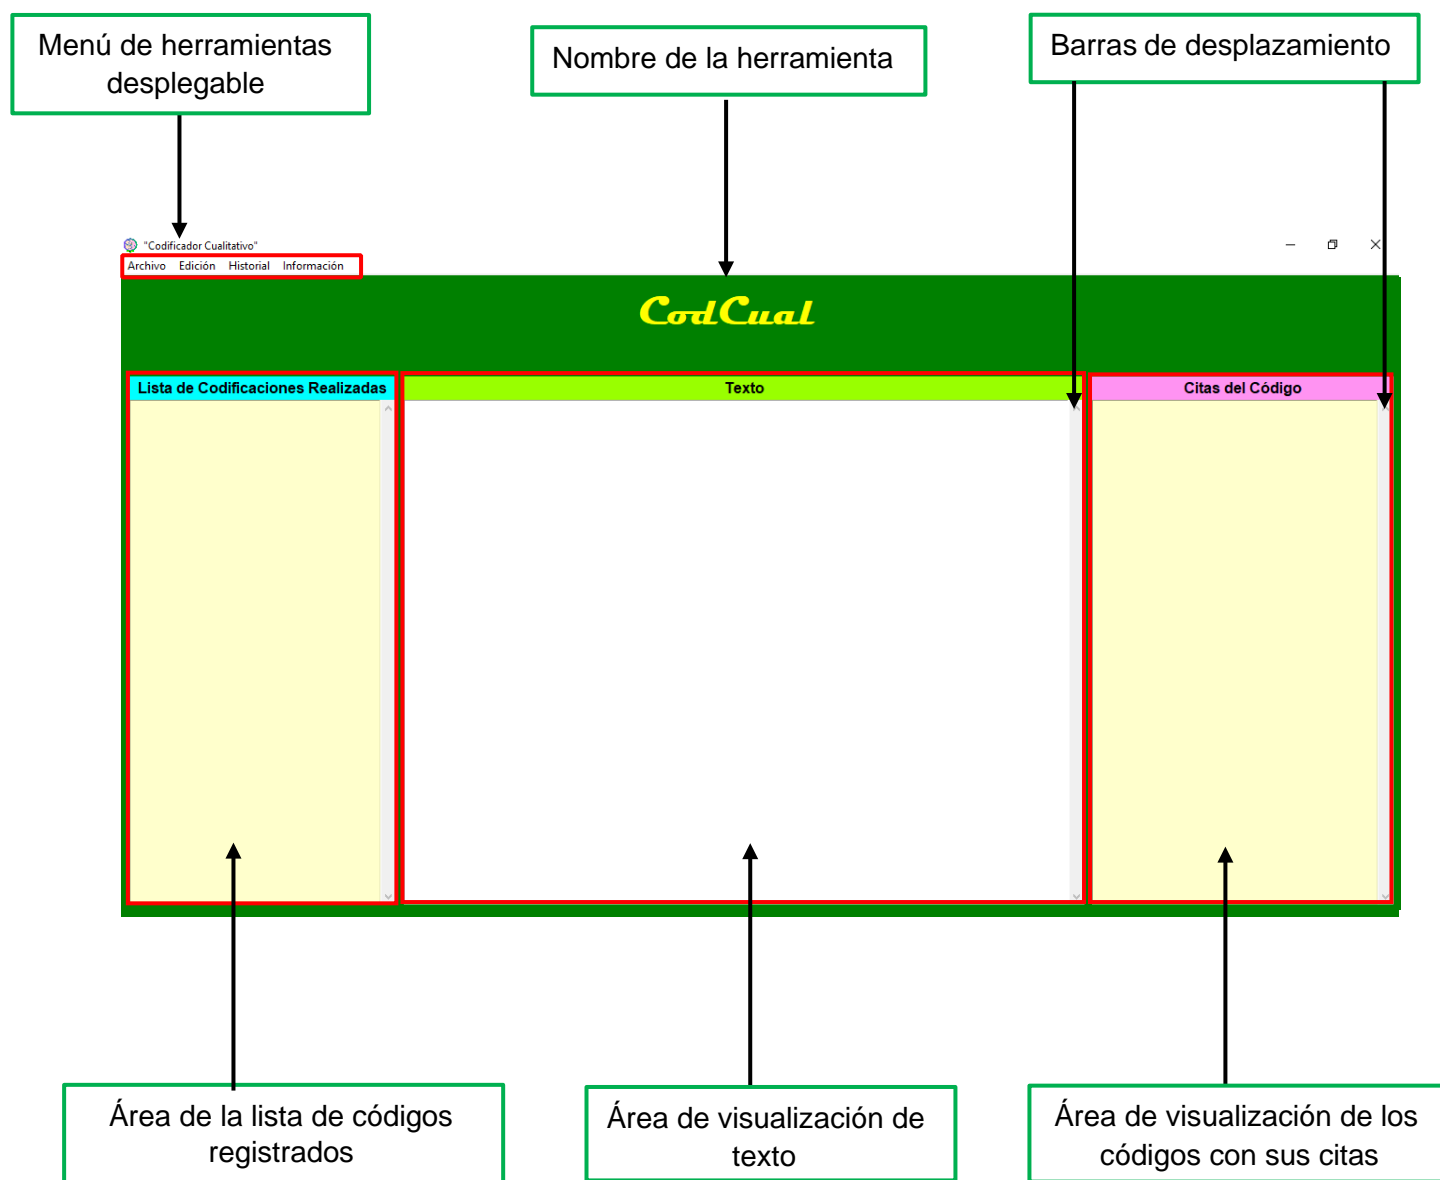 Menú de herramientas
desplegable
Nombre de la herramienta
Barras de desplazamiento
"Codificador Cualitativo"
Archivo Edición Historial Información
CodCual
Lista de Codificaciones Realizadas
Texto
Citas del Código
Área de la lista de códigos
registrados
Área de visualización de
texto
Área de visualización de los
códigos con sus citas